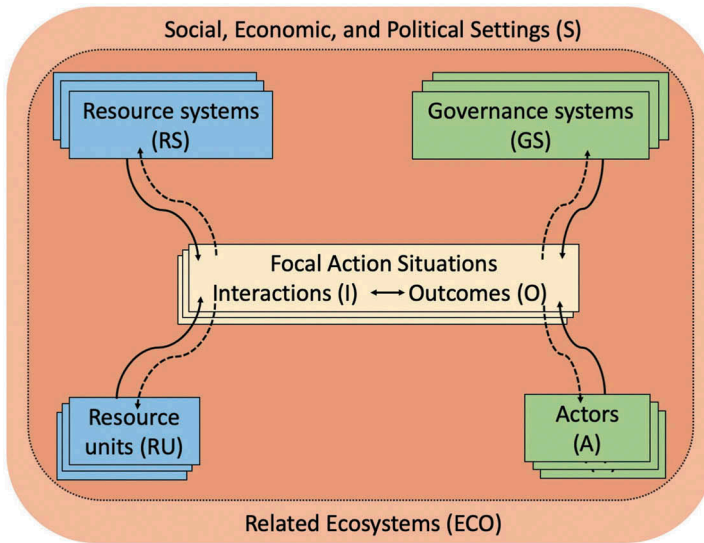 Social, Economic, and Political Settings (S)
Resource systems
(RS)
Governance systems
(GS)
Focal Action Situations
Interactions (I) Outcomes (O)
Resource
units (RU)
Actors
(A)
Related Ecosystems (ECO)